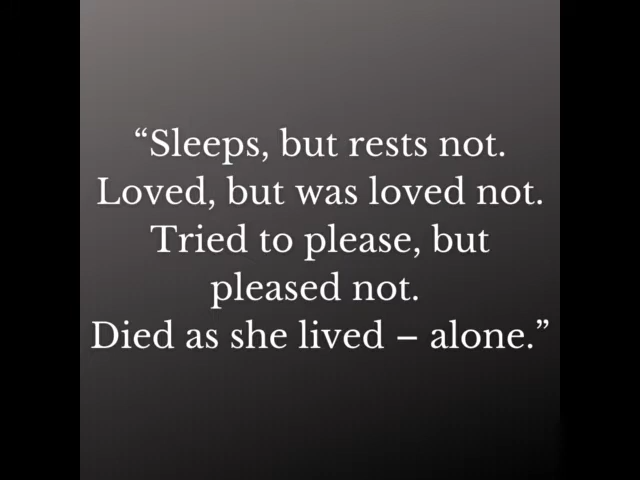 “Sleeps, but rests not.
Loved, but was loved not.
Tried to please, but
pleased not.
Died as she lived – alone.”